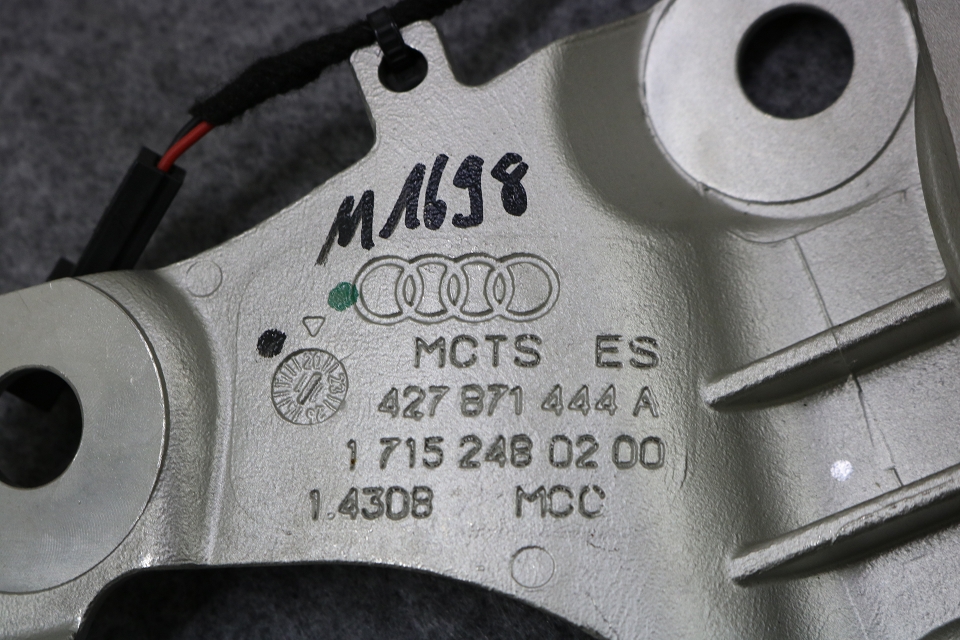 M1698
MCTS ES
427 871 444 A
1 715 248 02 00
1.4308 MCC